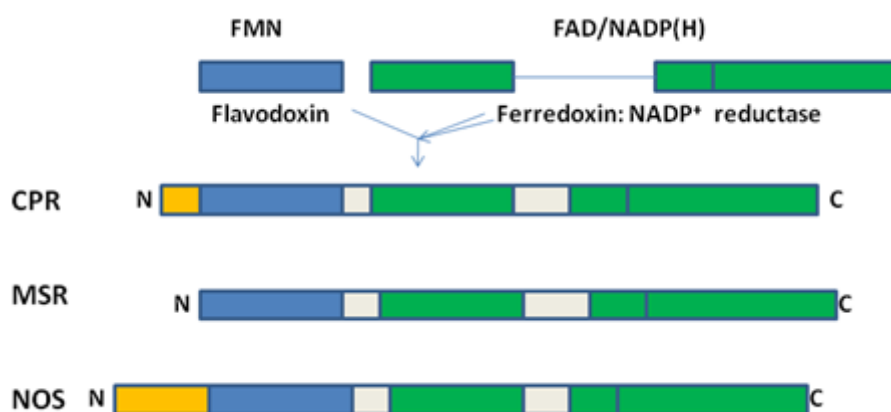 FMN FAD/NADP(H)
Flavodoxin Ferredoxin: NADP⁺ reductase
CPR N C
MSR N C
NOS N C